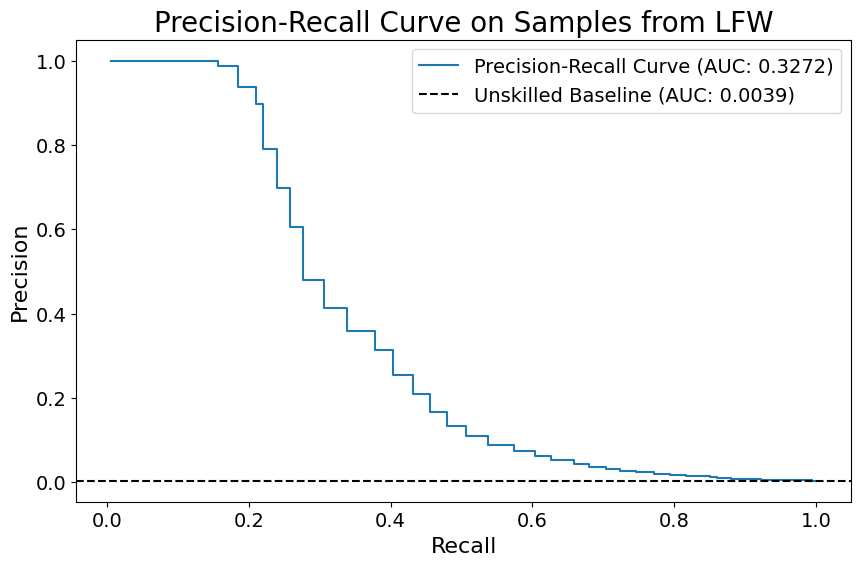 Precision-Recall Curve on Samples from LFW
Precision-Recall Curve (AUC: 0.3272)
Unskilled Baseline (AUC: 0.0039)
Precision
1.0
0.8
0.6
0.4
0.2
0.0
0.0 0.2 0.4 0.6 0.8 1.0
Recall